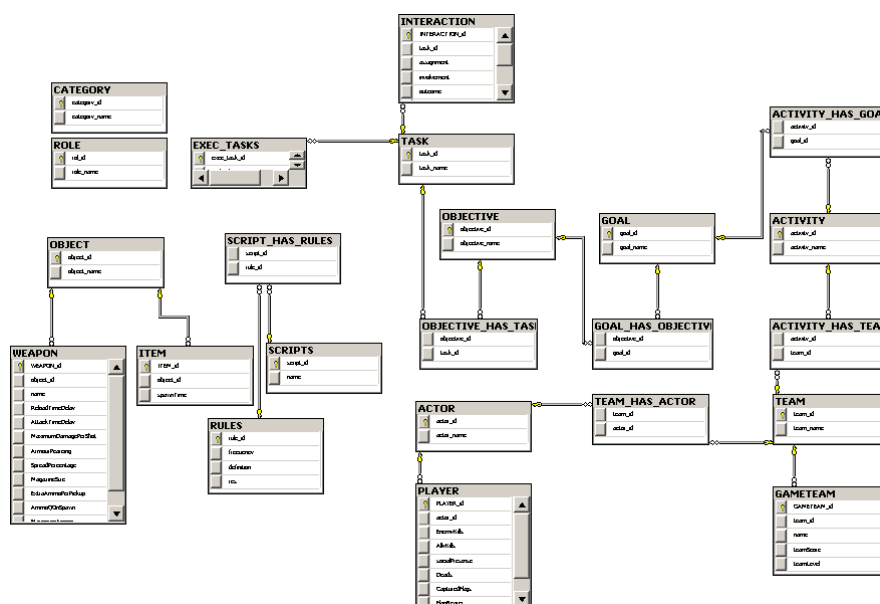 INTERACTION
INTERACTION_id
task_id
assignment
involvement
outcome
CATEGORY
category_id
category_name
ROLE
rol_id
role_name
EXEC_TASKS
exec_task_id
TASK
task_id
task_name
ACTIVITY_HAS_GOA
activity_id
goal_id
OBJECTIVE
objective_id
objective_name
GOAL
goal_id
goal_name
ACTIVITY
activity_id
activity_name
OBJECT
object_id
object_name
SCRIPT_HAS_RULES
script_id
rule_id
OBJECTIVE_HAS_TASK
objective_id
task_id
GOAL_HAS_OBJECTIVE
objective_id
goal_id
ACTIVITY_HAS_TEA
activity_id
team_id
WEAPON
WEAPON_id
object_id
name
ReloadTimeDelay
AttackTimeDelay
MaximumDamagePerShot
ArmourPiercing
SpreadPercentage
MagazineSize
ExtraAmmoPerPickup
AmmoQOnSpawn
ITEM
ITEM_id
object_id
spawnTime
SCRIPTS
script_id
name
RULES
rule_id
frequency
definition
ACTOR
actor_id
actor_name
TEAM_HAS_ACTOR
team_id
actor_id
TEAM
team_id
team_name
PLAYER
PLAYER_id
actor_id
EnemyKills
AllyKills
Deaths
CapturedFlags
GAMETEAM
GAMETEAM_id
team_id
name
teamScore
teamLevel